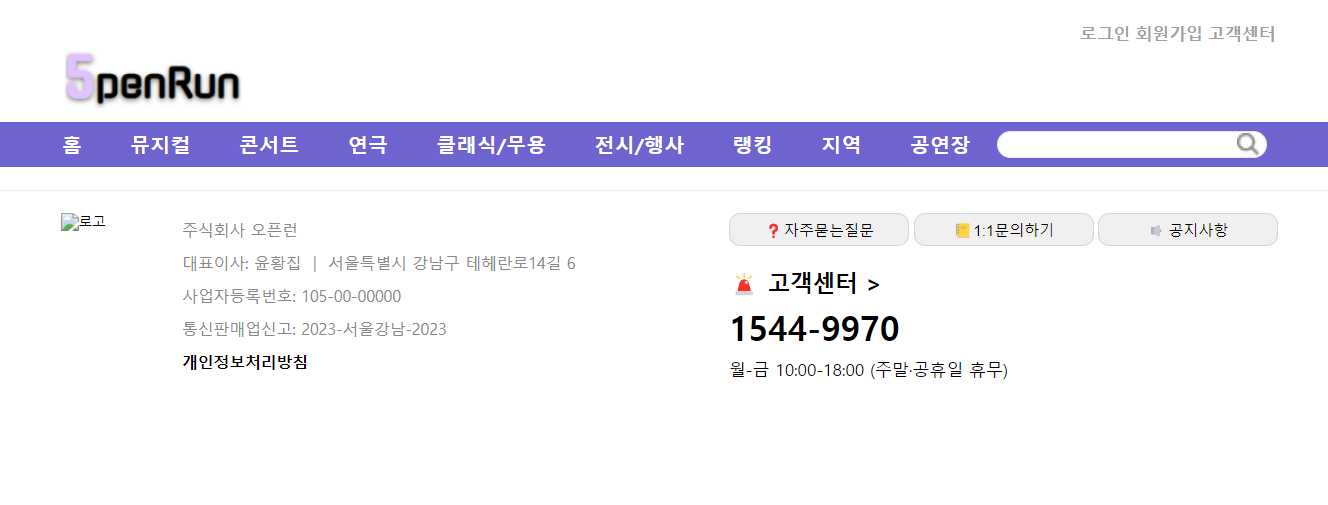 로그인 회원가입 고객센터
5penRun
홈 뮤지컬 콘서트 연극 클래식/무용 전시/행사 랭킹 지역 공연장
로고
주식회사 오픈런
대표이사: 윤황집 | 서울특별시 강남구 테헤란로14길 6
사업자등록번호: 105-00-00000
통신판매업신고: 2023-서울강남-2023
개인정보처리방침
❓ 자주묻는질문 📒 1:1문의하기 📢 공지사항
🚨 고객센터 >
1544-9970
월-금 10:00-18:00 (주말·공휴일 휴무)